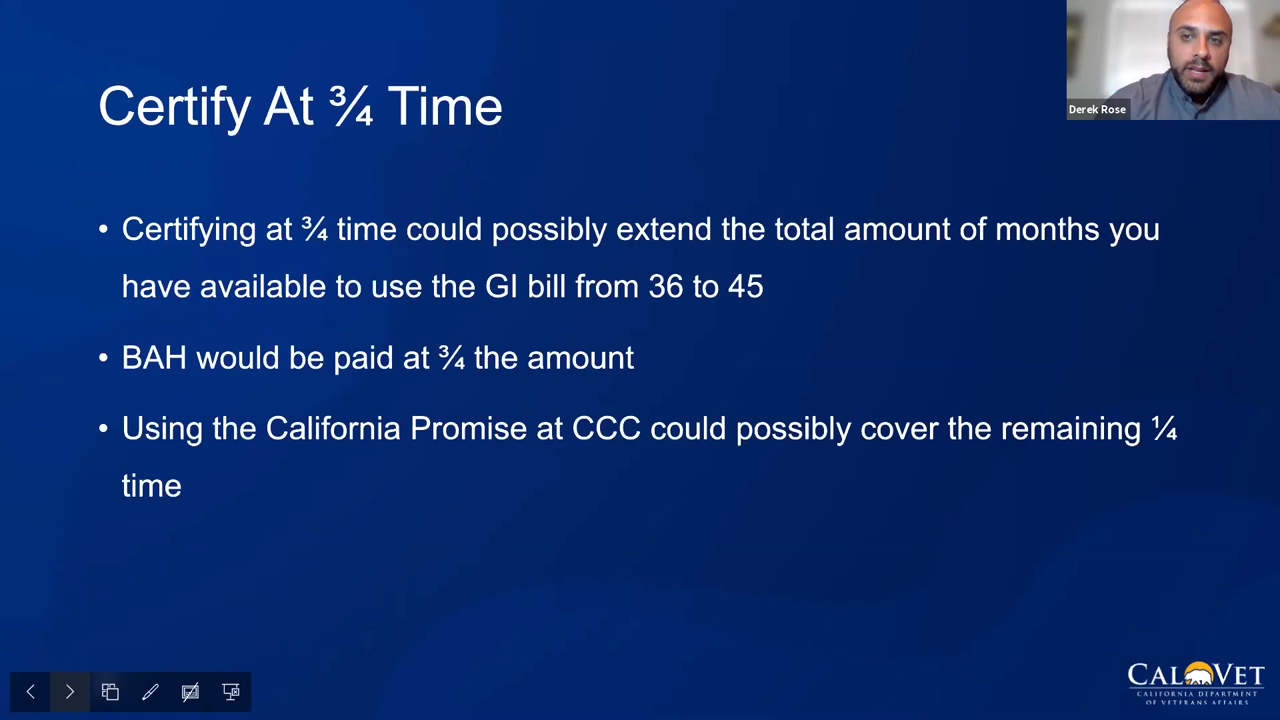 Certify At ¾ Time
Derek Rose
• Certifying at ¾ time could possibly extend the total amount of months you
have available to use the GI bill from 36 to 45
• BAH would be paid at ¾ the amount
• Using the California Promise at CCC could possibly cover the remaining ¼
time
CALVET
CALIFORNIA DEPARTMENT
OF VETERANS AFFAIRS